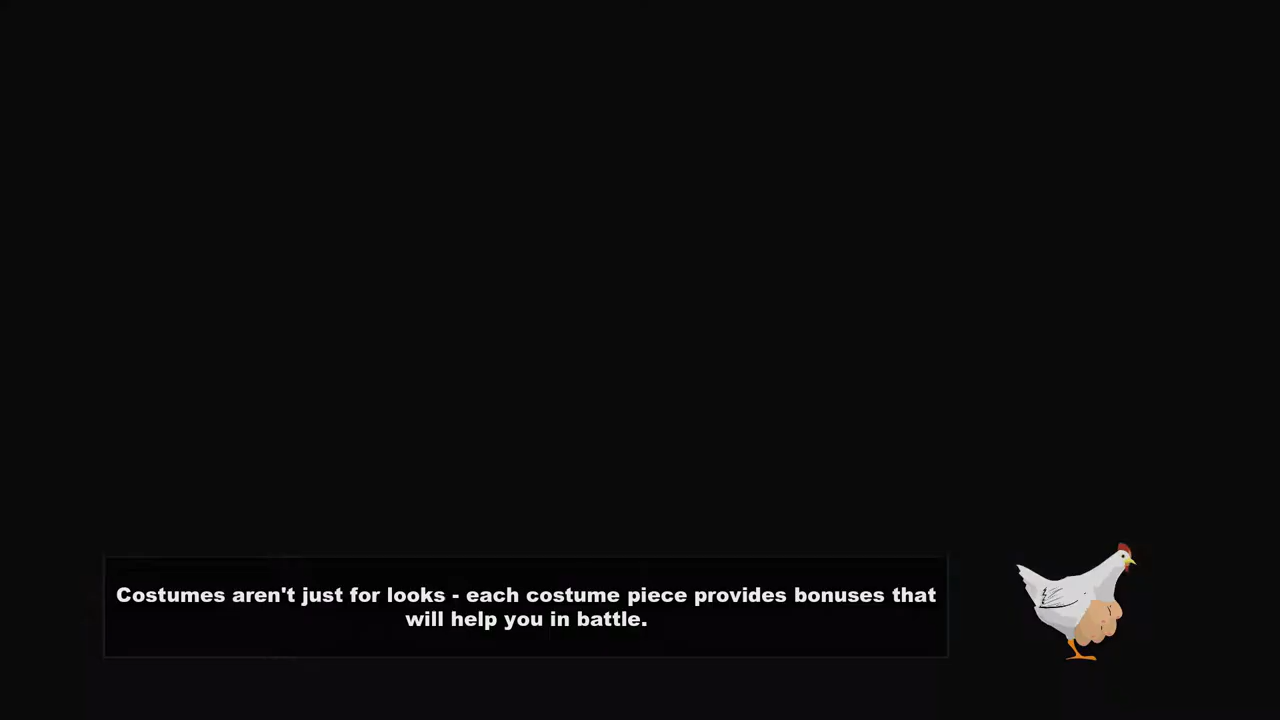 Costumes aren't just for looks - each costume piece provides bonuses that
will help you in battle.